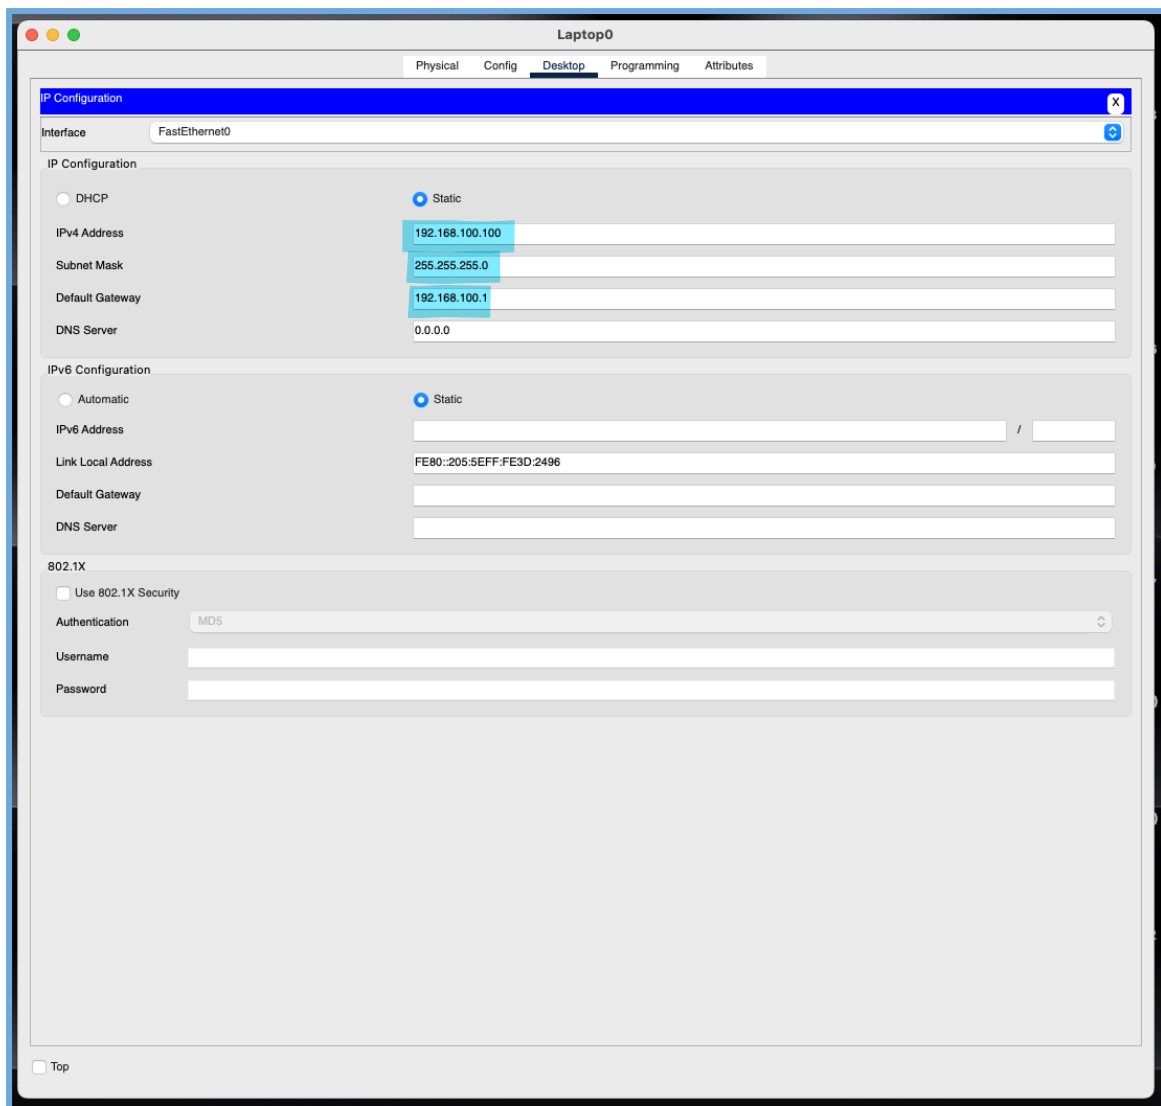 Laptop0
Physical Config Desktop Programming Attributes
IP Configuration X
Interface FastEthernet0
IP Configuration
DHCP Static
IPv4 Address 192.168.100.100
Subnet Mask 255.255.255.0
Default Gateway 192.168.100.1
DNS Server 0.0.0.0
IPv6 Configuration
Automatic Static
IPv6 Address /
Link Local Address FE80::205:5EFF:FE3D:2496
Default Gateway
DNS Server
802.1X
Use 802.1X Security
Authentication MD5
Username
Password
Top